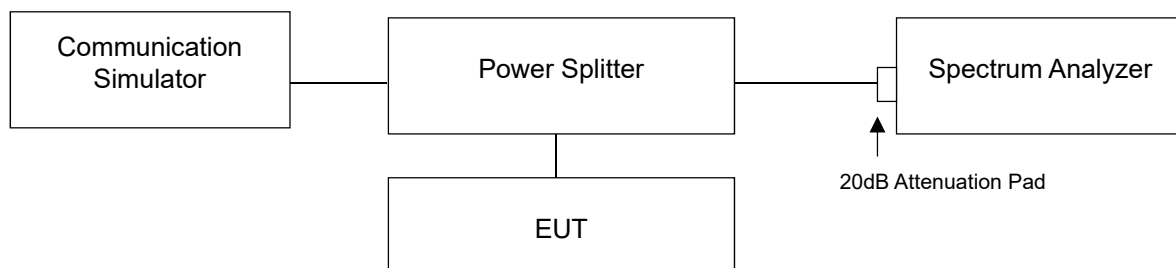 Communication
Simulator
Power Splitter
Spectrum Analyzer
20dB Attenuation Pad
EUT